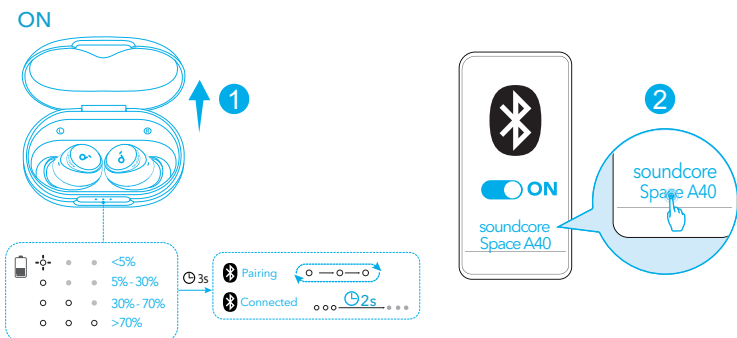 ON
1
L R
<5%
5% - 30%
30% - 70%
>70%
3s
Pairing
Connected
2s
2
ON
soundcore
Space A40
soundcore
Space A40